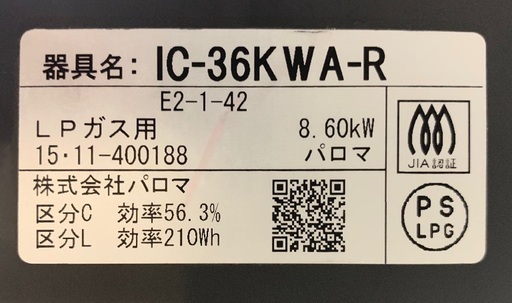 器具名: IC-36KWA-R
E2-1-42
LPガス用 8.60kW
15・11-400188 パロマ
株式会社パロマ
区分C 効率56.3%
区分L 効率210Wh
JIA認証
PS
LPG